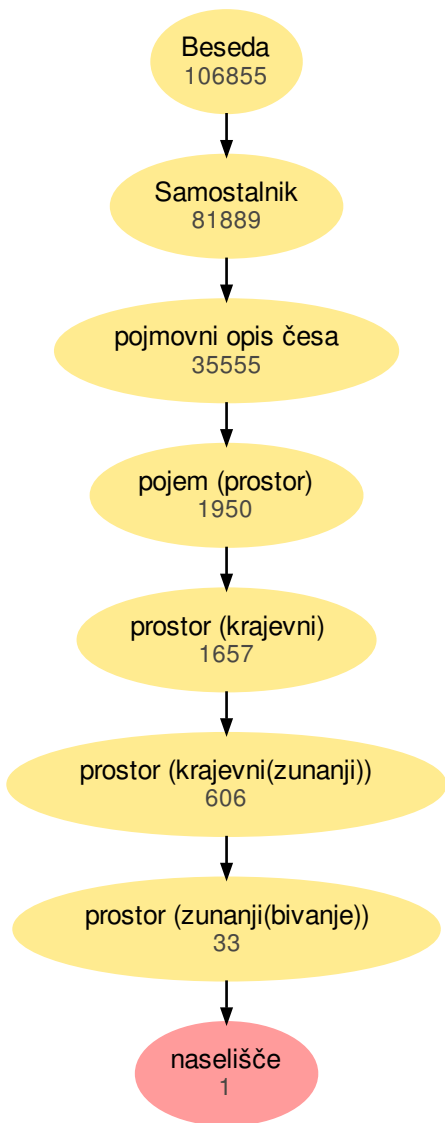 Beseda
106855
Samostalnik
81889
pojmovni opis česa
35555
pojem (prostor)
1950
prostor (krajevni)
1657
prostor (krajevni(zunanji))
606
prostor (zunanji(bivanje))
33
naselišče
1